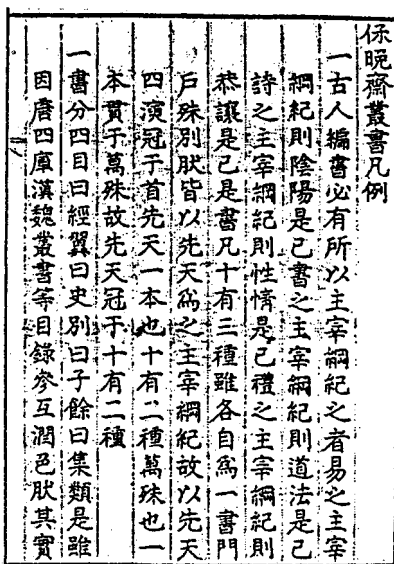 保晚齋叢書凡例
一古人編書必有所以主宰綱紀之者易之主宰
綱紀則陰陽是已書之主宰綱紀則道法是已
詩之主宰綱紀則性情是已禮之主宰綱紀則
恭讓是已是書凡十有三種雖各自爲一書門
戶殊別肰皆以先天爲之主宰綱紀故以先天
四演冠于首先天一本也十有二種萬殊也一
本貫于萬殊故先天冠于十有二種
一書分四目曰經翼曰史別曰子餘曰集類是雖
因唐四庫漢魏叢書等目錄參互潤色肰其實